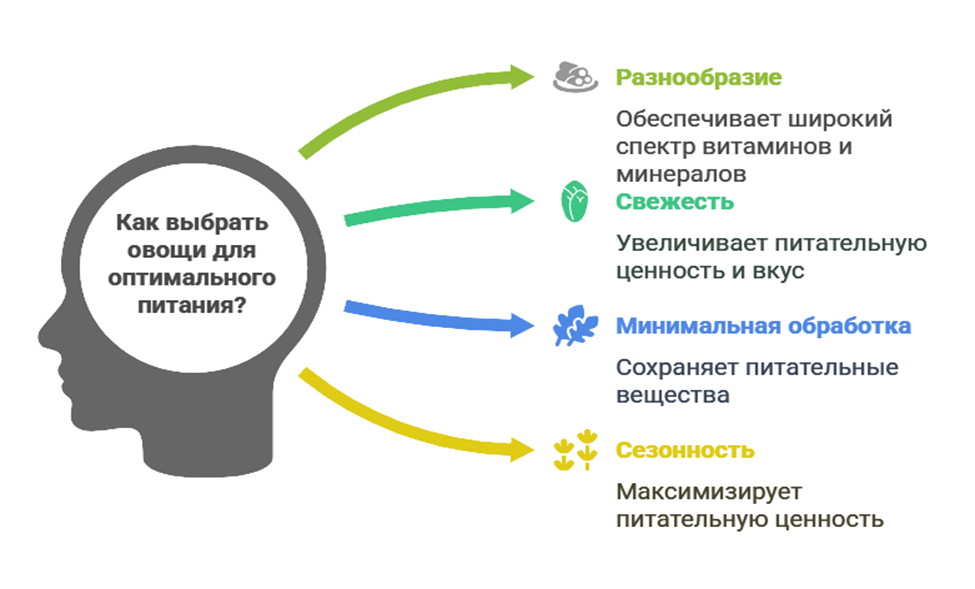 Как выбрать
овощи для
оптимального
питания?
Разнообразие
Обеспечивает широкий
спектр витаминов и
минералов
Свежесть
Увеличивает питательную
ценность и вкус
Минимальная обработка
Сохраняет питательные
вещества
Сезонность
Максимизирует
питательную ценность